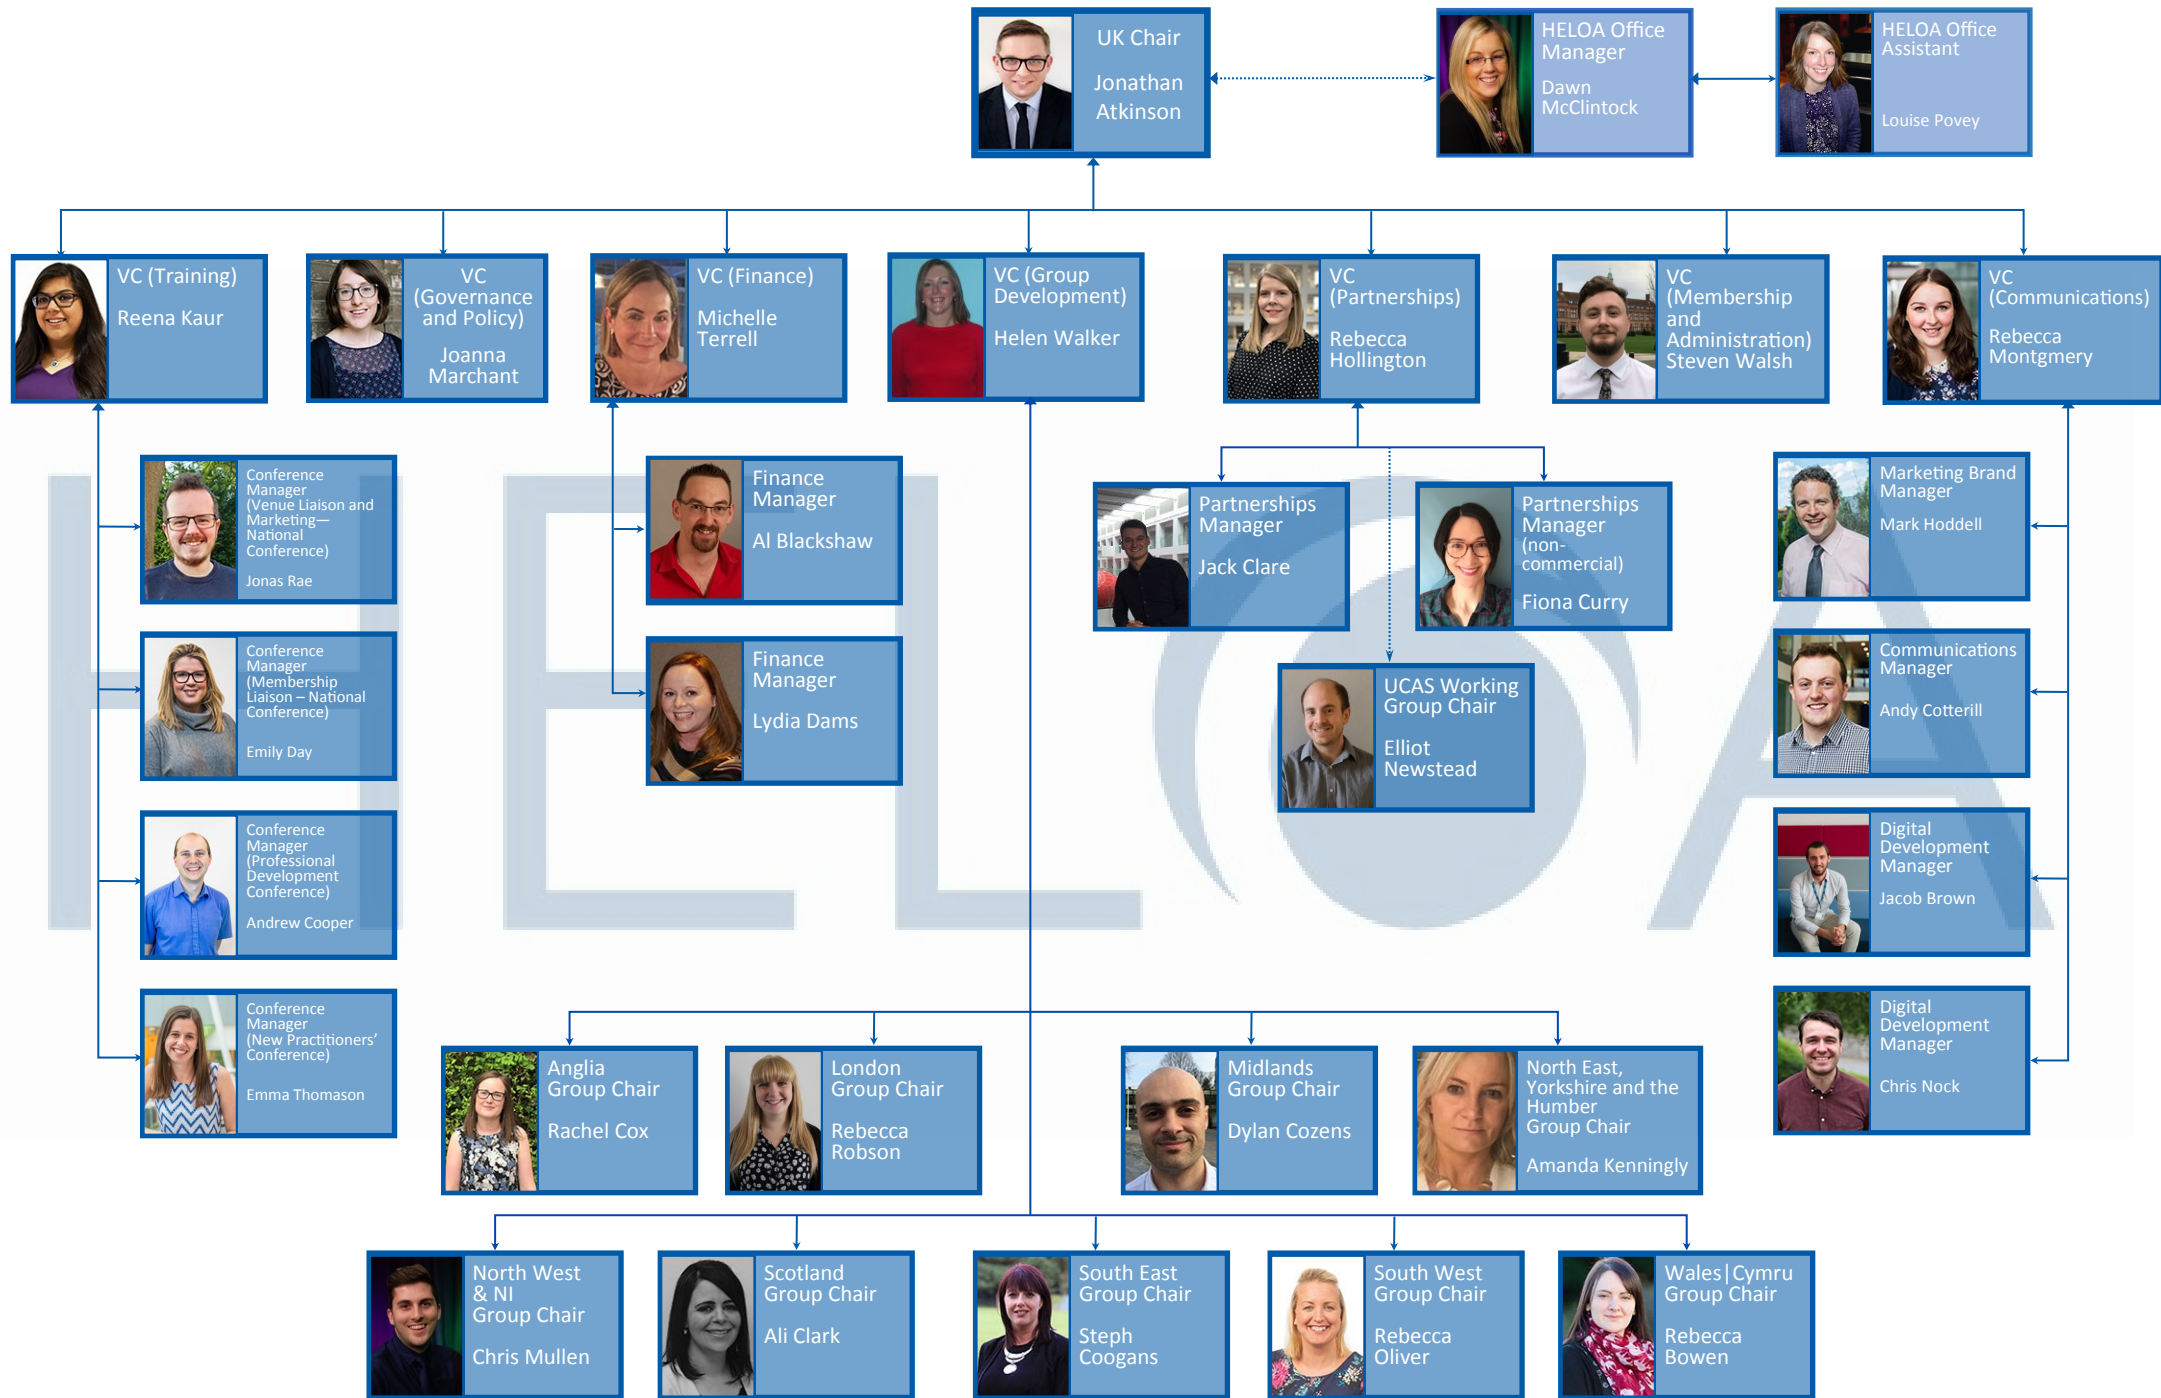 UK Chair
Jonathan
Atkinson
HELOA Office
Manager
Dawn
McClintock
HELOA Office
Assistant
Louise Povey
VC (Training)
Reena Kaur
VC
(Governance
and Policy)
Joanna
Marchant
VC (Finance)
Michelle
Terrell
VC (Group
Development)
Helen Walker
VC
(Partnerships)
Rebecca
Hollington
VC
(Membership
and
Administration)
Steven Walsh
VC
(Communications)
Rebecca
Montgmery
Conference
Manager
(Venue Liaison and
Marketing—
National
Conference)
Jonas Rae
Finance
Manager
Al Blackshaw
Partnerships
Manager
Jack Clare
Partnerships
Manager
(non-
commercial)
Fiona Curry
Marketing Brand
Manager
Mark Hoddell
Conference
Manager
(Membership
Liaison – National
Conference)
Emily Day
Finance
Manager
Lydia Dams
UCAS Working
Group Chair
Elliot
Newstead
Communications
Manager
Andy Cotterill
Conference
Manager
(Professional
Development
Conference)
Andrew Cooper
Digital
Development
Manager
Jacob Brown
Conference
Manager
(New Practitioners’
Conference)
Emma Thomason
Digital
Development
Manager
Chris Nock
Anglia
Group Chair
Rachel Cox
London
Group Chair
Rebecca
Robson
Midlands
Group Chair
Dylan Cozens
North East,
Yorkshire and the
Humber
Group Chair
Amanda Kenningly
North West
& NI
Group Chair
Chris Mullen
Scotland
Group Chair
Ali Clark
South East
Group Chair
Steph
Coogans
South West
Group Chair
Rebecca
Oliver
Wales|Cymru
Group Chair
Rebecca
Bowen
HELOA